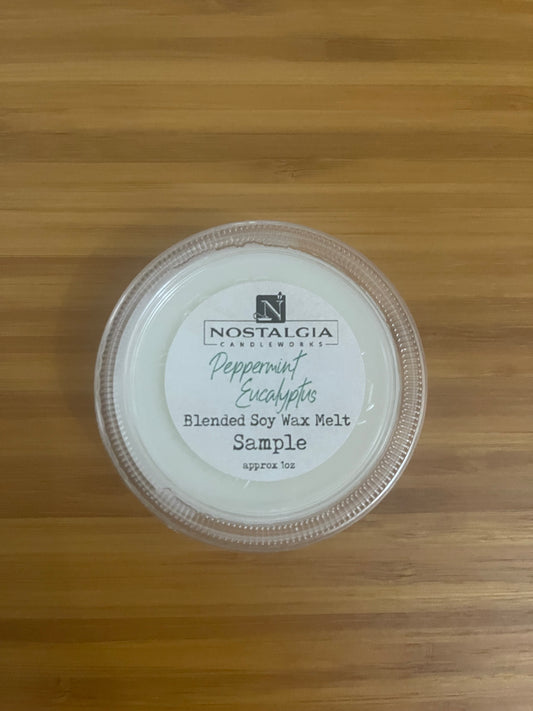 N
NOSTALGIA
CANDLEWORKS
Peppermint
Eucalyptus
Blended Soy Wax Melt
Sample
approx 1oz